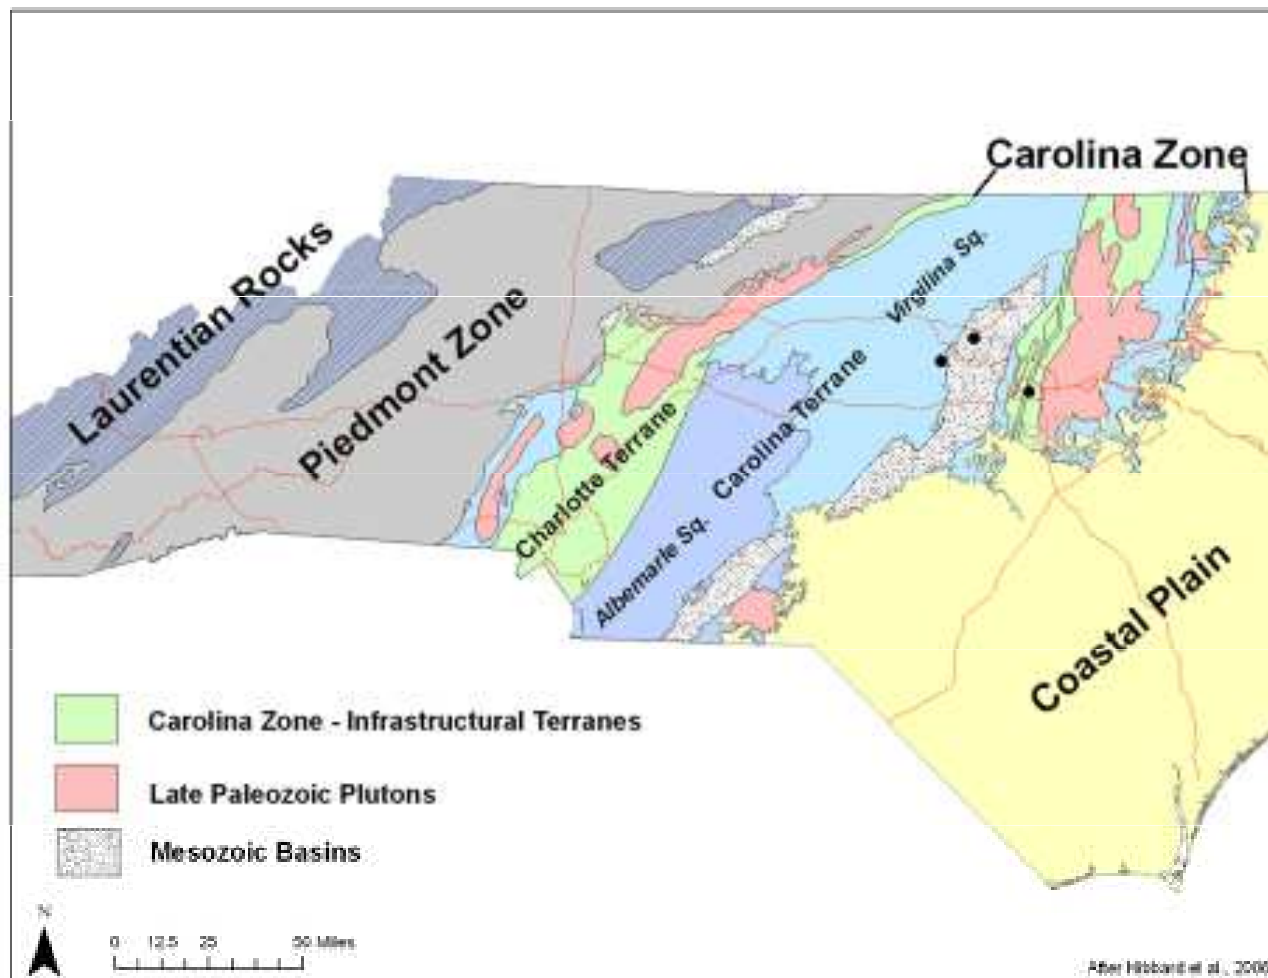 Carolina Zone
Laurentian Rocks
Piedmont Zone
Virgilina Sq.
Carolina Terrane
Charlotte Terrane
Albemarle Sq.
Coastal Plain
Carolina Zone - Infrastructural Terranes
Late Paleozoic Plutons
Mesozoic Basins
N
0 12.5 25 50 Miles
After Hibbard et al., 2006